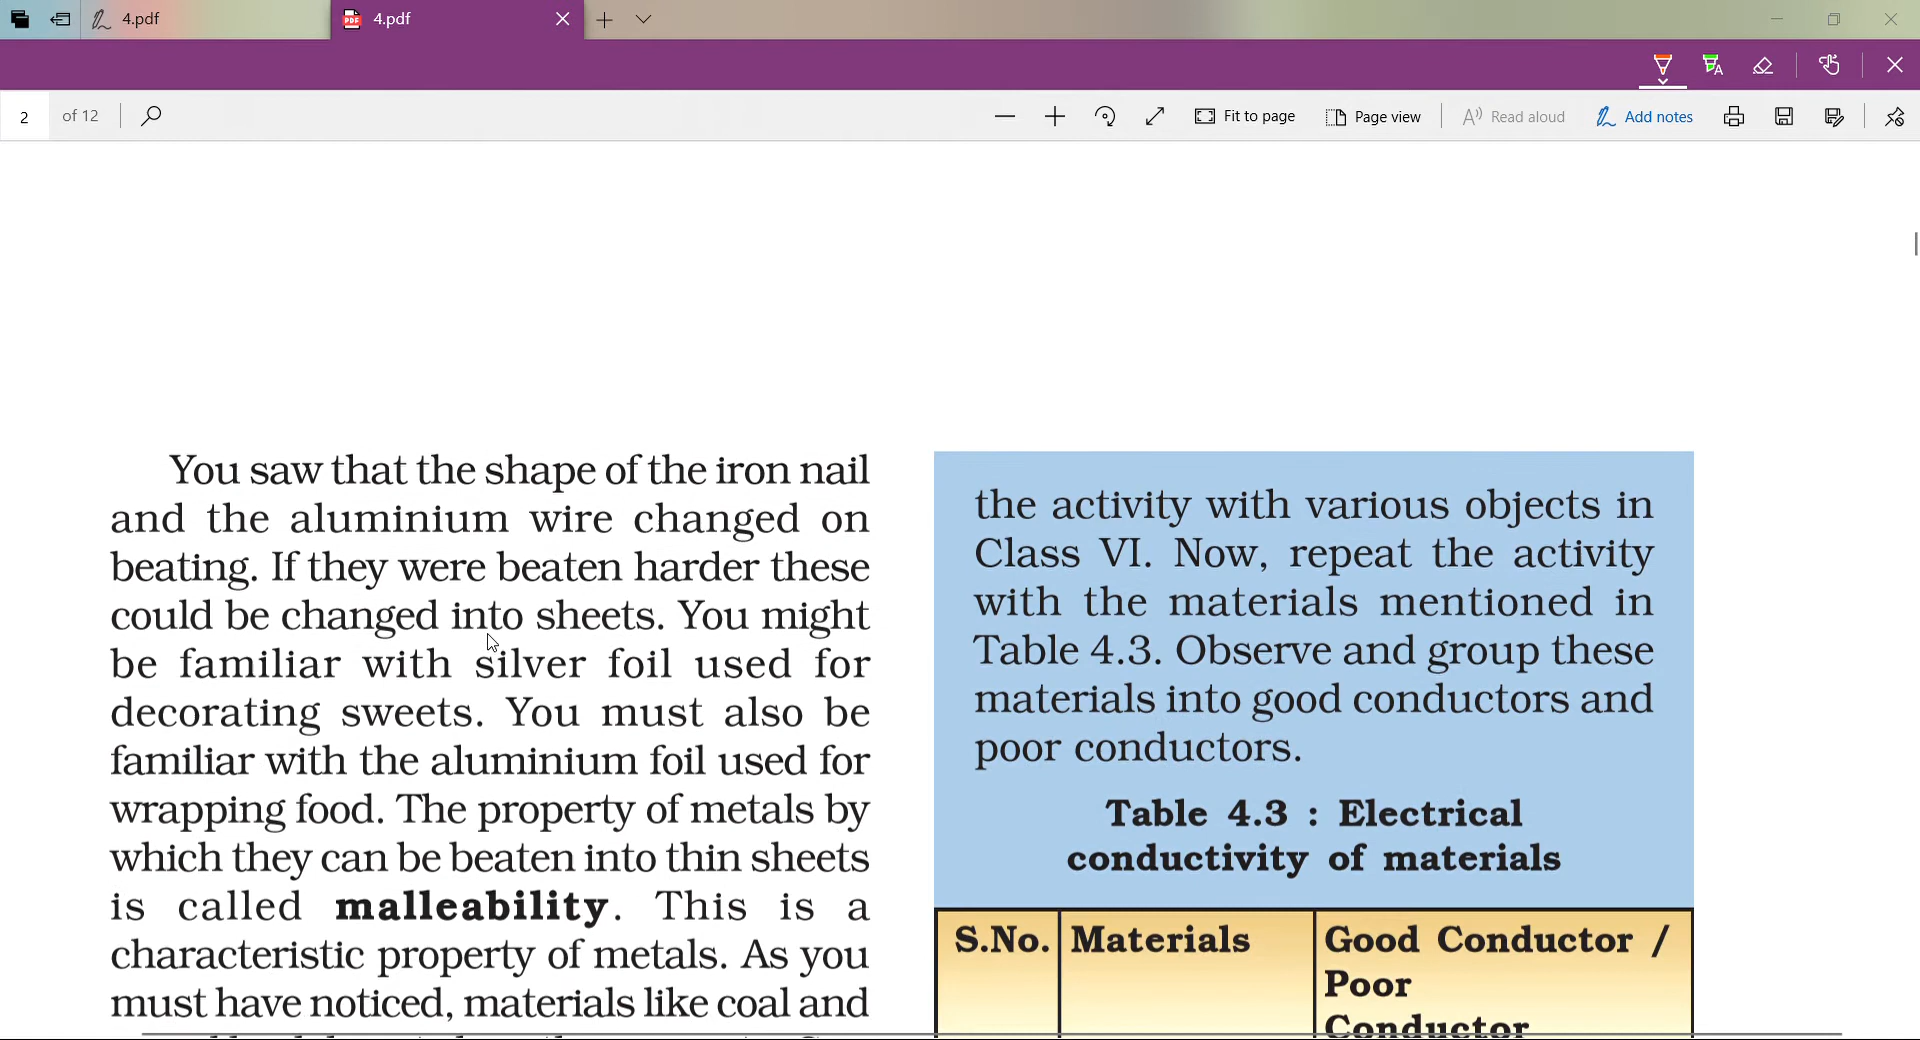 4.pdf
4.pdf
2 of 12
Fit to page
Page view
Read aloud
Add notes
You saw that the shape of the iron nail
and the aluminium wire changed on
beating. If they were beaten harder these
could be changed into sheets. You might
be familiar with silver foil used for
decorating sweets. You must also be
familiar with the aluminium foil used for
wrapping food. The property of metals by
which they can be beaten into thin sheets
is called malleability. This is a
characteristic property of metals. As you
must have noticed, materials like coal and
the activity with various objects in
Class VI. Now, repeat the activity
with the materials mentioned in
Table 4.3. Observe and group these
materials into good conductors and
poor conductors.
Table 4.3 : Electrical
conductivity of materials
S.No. Materials Good Conductor /
Poor
Conductor